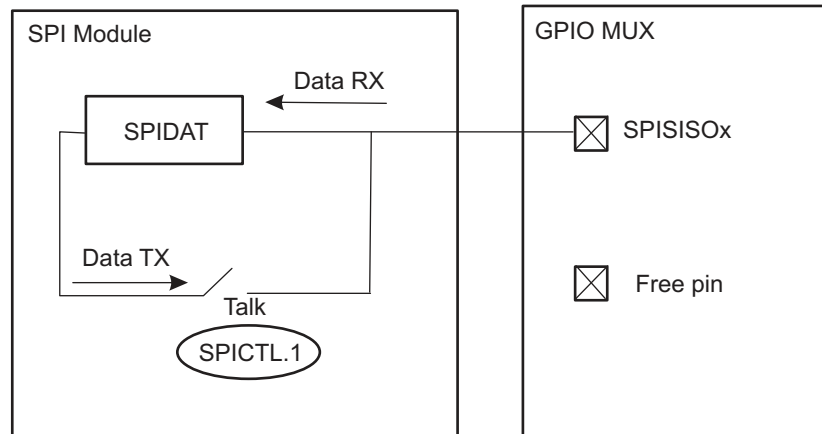 SPI Module
GPIO MUX
Data RX
SPIDAT
SPISISOx
Data TX
Free pin
Talk
SPICTL.1